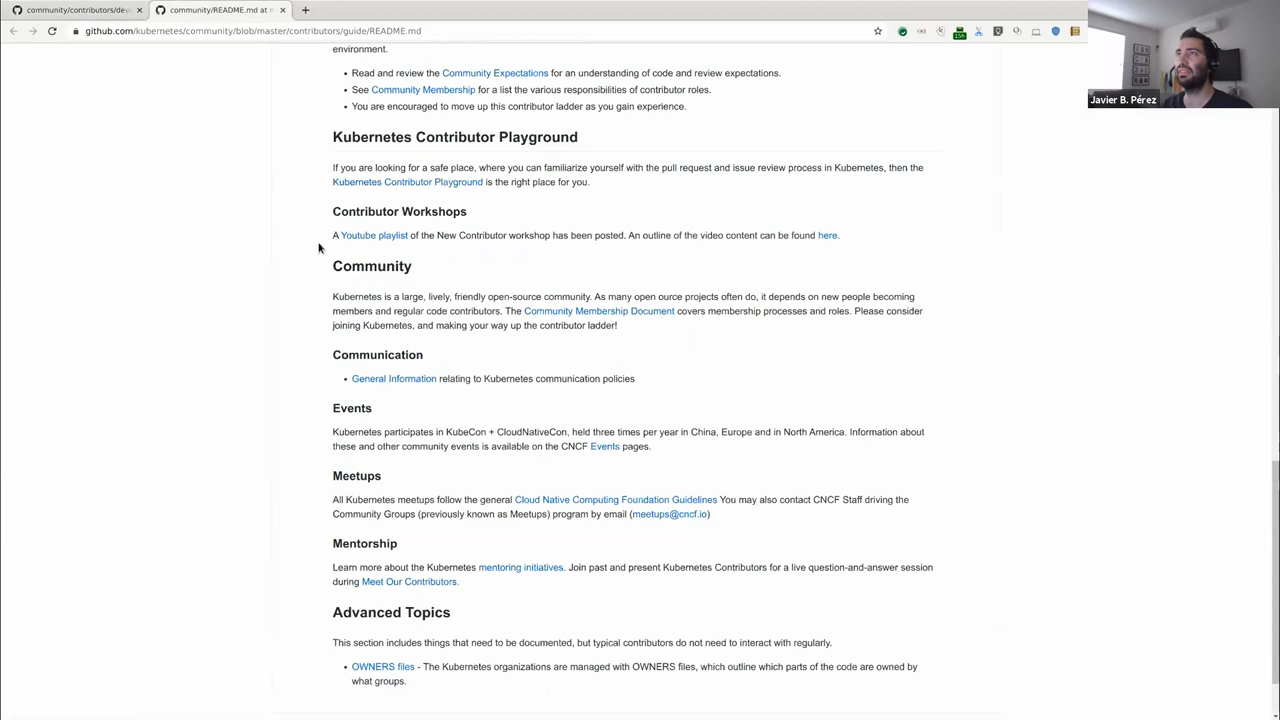 community/contributors/deve
community/README.md at m
github.com/kubernetes/community/blob/master/contributors/guide/README.md
15h
Javier B. Pérez
environment.
• Read and review the Community Expectations for an understanding of code and review expectations.
• See Community Membership for a list the various responsibilities of contributor roles.
• You are encouraged to move up this contributor ladder as you gain experience.
Kubernetes Contributor Playground
If you are looking for a safe place, where you can familiarize yourself with the pull request and issue review process in Kubernetes, then the
Kubernetes Contributor Playground is the right place for you.
Contributor Workshops
A Youtube playlist of the New Contributor workshop has been posted. An outline of the video content can be found here.
Community
Kubernetes is a large, lively, friendly open-source community. As many open ource projects often do, it depends on new people becoming
members and regular code contributors. The Community Membership Document covers membership processes and roles. Please consider
joining Kubernetes, and making your way up the contributor ladder!
Communication
• General Information relating to Kubernetes communication policies
Events
Kubernetes participates in KubeCon + CloudNativeCon, held three times per year in China, Europe and in North America. Information about
these and other community events is available on the CNCF Events pages.
Meetups
All Kubernetes meetups follow the general Cloud Native Computing Foundation Guidelines You may also contact CNCF Staff driving the
Community Groups (previously known as Meetups) program by email (meetups@cncf.io)
Mentorship
Learn more about the Kubernetes mentoring initiatives. Join past and present Kubernetes Contributors for a live question-and-answer session
during Meet Our Contributors.
Advanced Topics
This section includes things that need to be documented, but typical contributors do not need to interact with regularly.
• OWNERS files - The Kubernetes organizations are managed with OWNERS files, which outline which parts of the code are owned by
what groups.